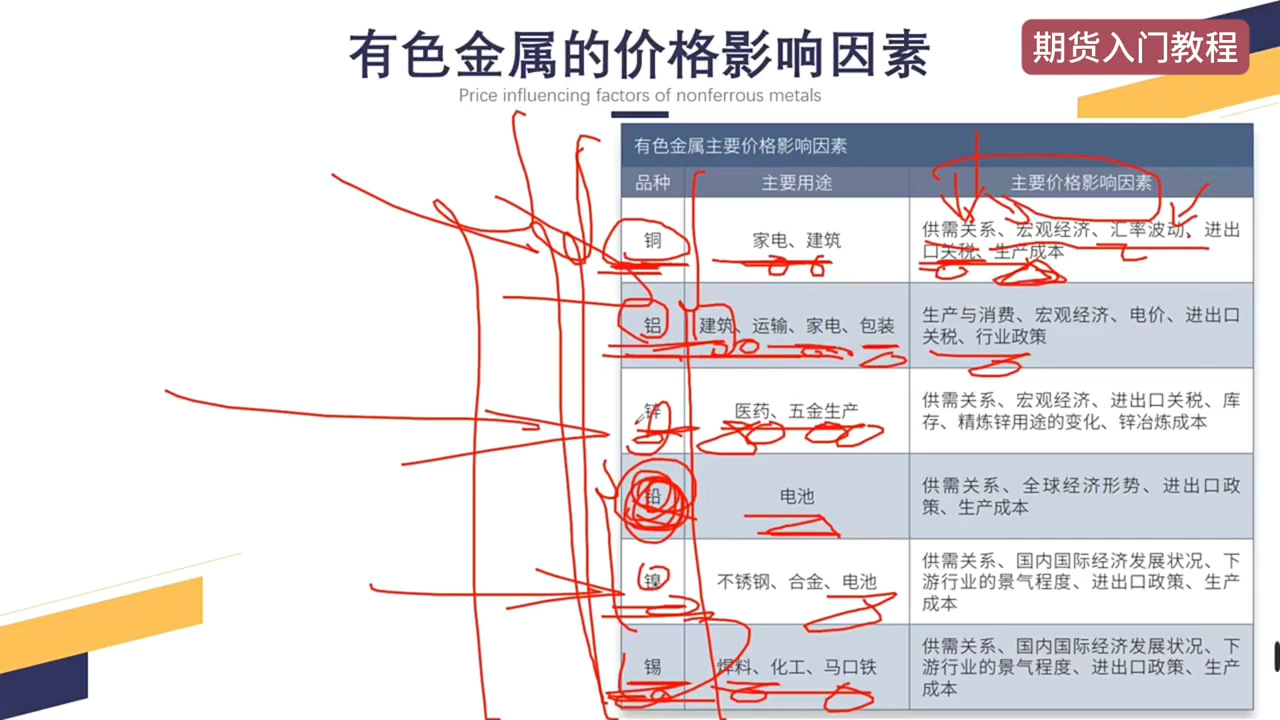 有色金属的价格影响因素
期货入门教程
Price influencing factors of nonferrous metals
有色金属主要价格影响因素
品种 主要用途 主要价格影响因素
铜 家电、建筑 供需关系、宏观经济、汇率波动、进出
口关税、生产成本
铝 建筑、运输、家电、包装 生产与消费、宏观经济、电价、进出口
关税、行业政策
锌 医药、五金生产 供需关系、宏观经济、进出口关税、库
存、精炼锌用途的变化、锌冶炼成本
铅 电池 供需关系、全球经济形势、进出口政
策、生产成本
镍 不锈钢、合金、电池 供需关系、国内国际经济发展状况、下
游行业的景气程度、进出口政策、生产
成本
锡 焊料、化工、马口铁 供需关系、国内国际经济发展状况、下
游行业的景气程度、进出口政策、生产
成本